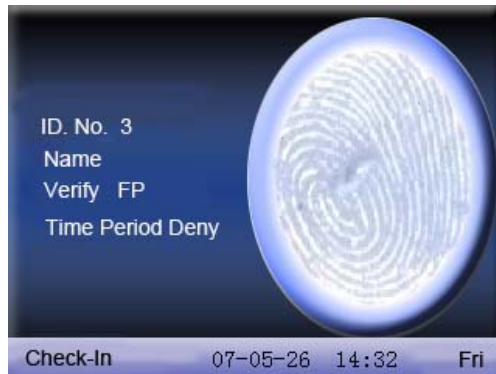 ID. No. 3
Name
Verify FP
Time Period Deny
Check-In 07-05-26 14:32 Fri